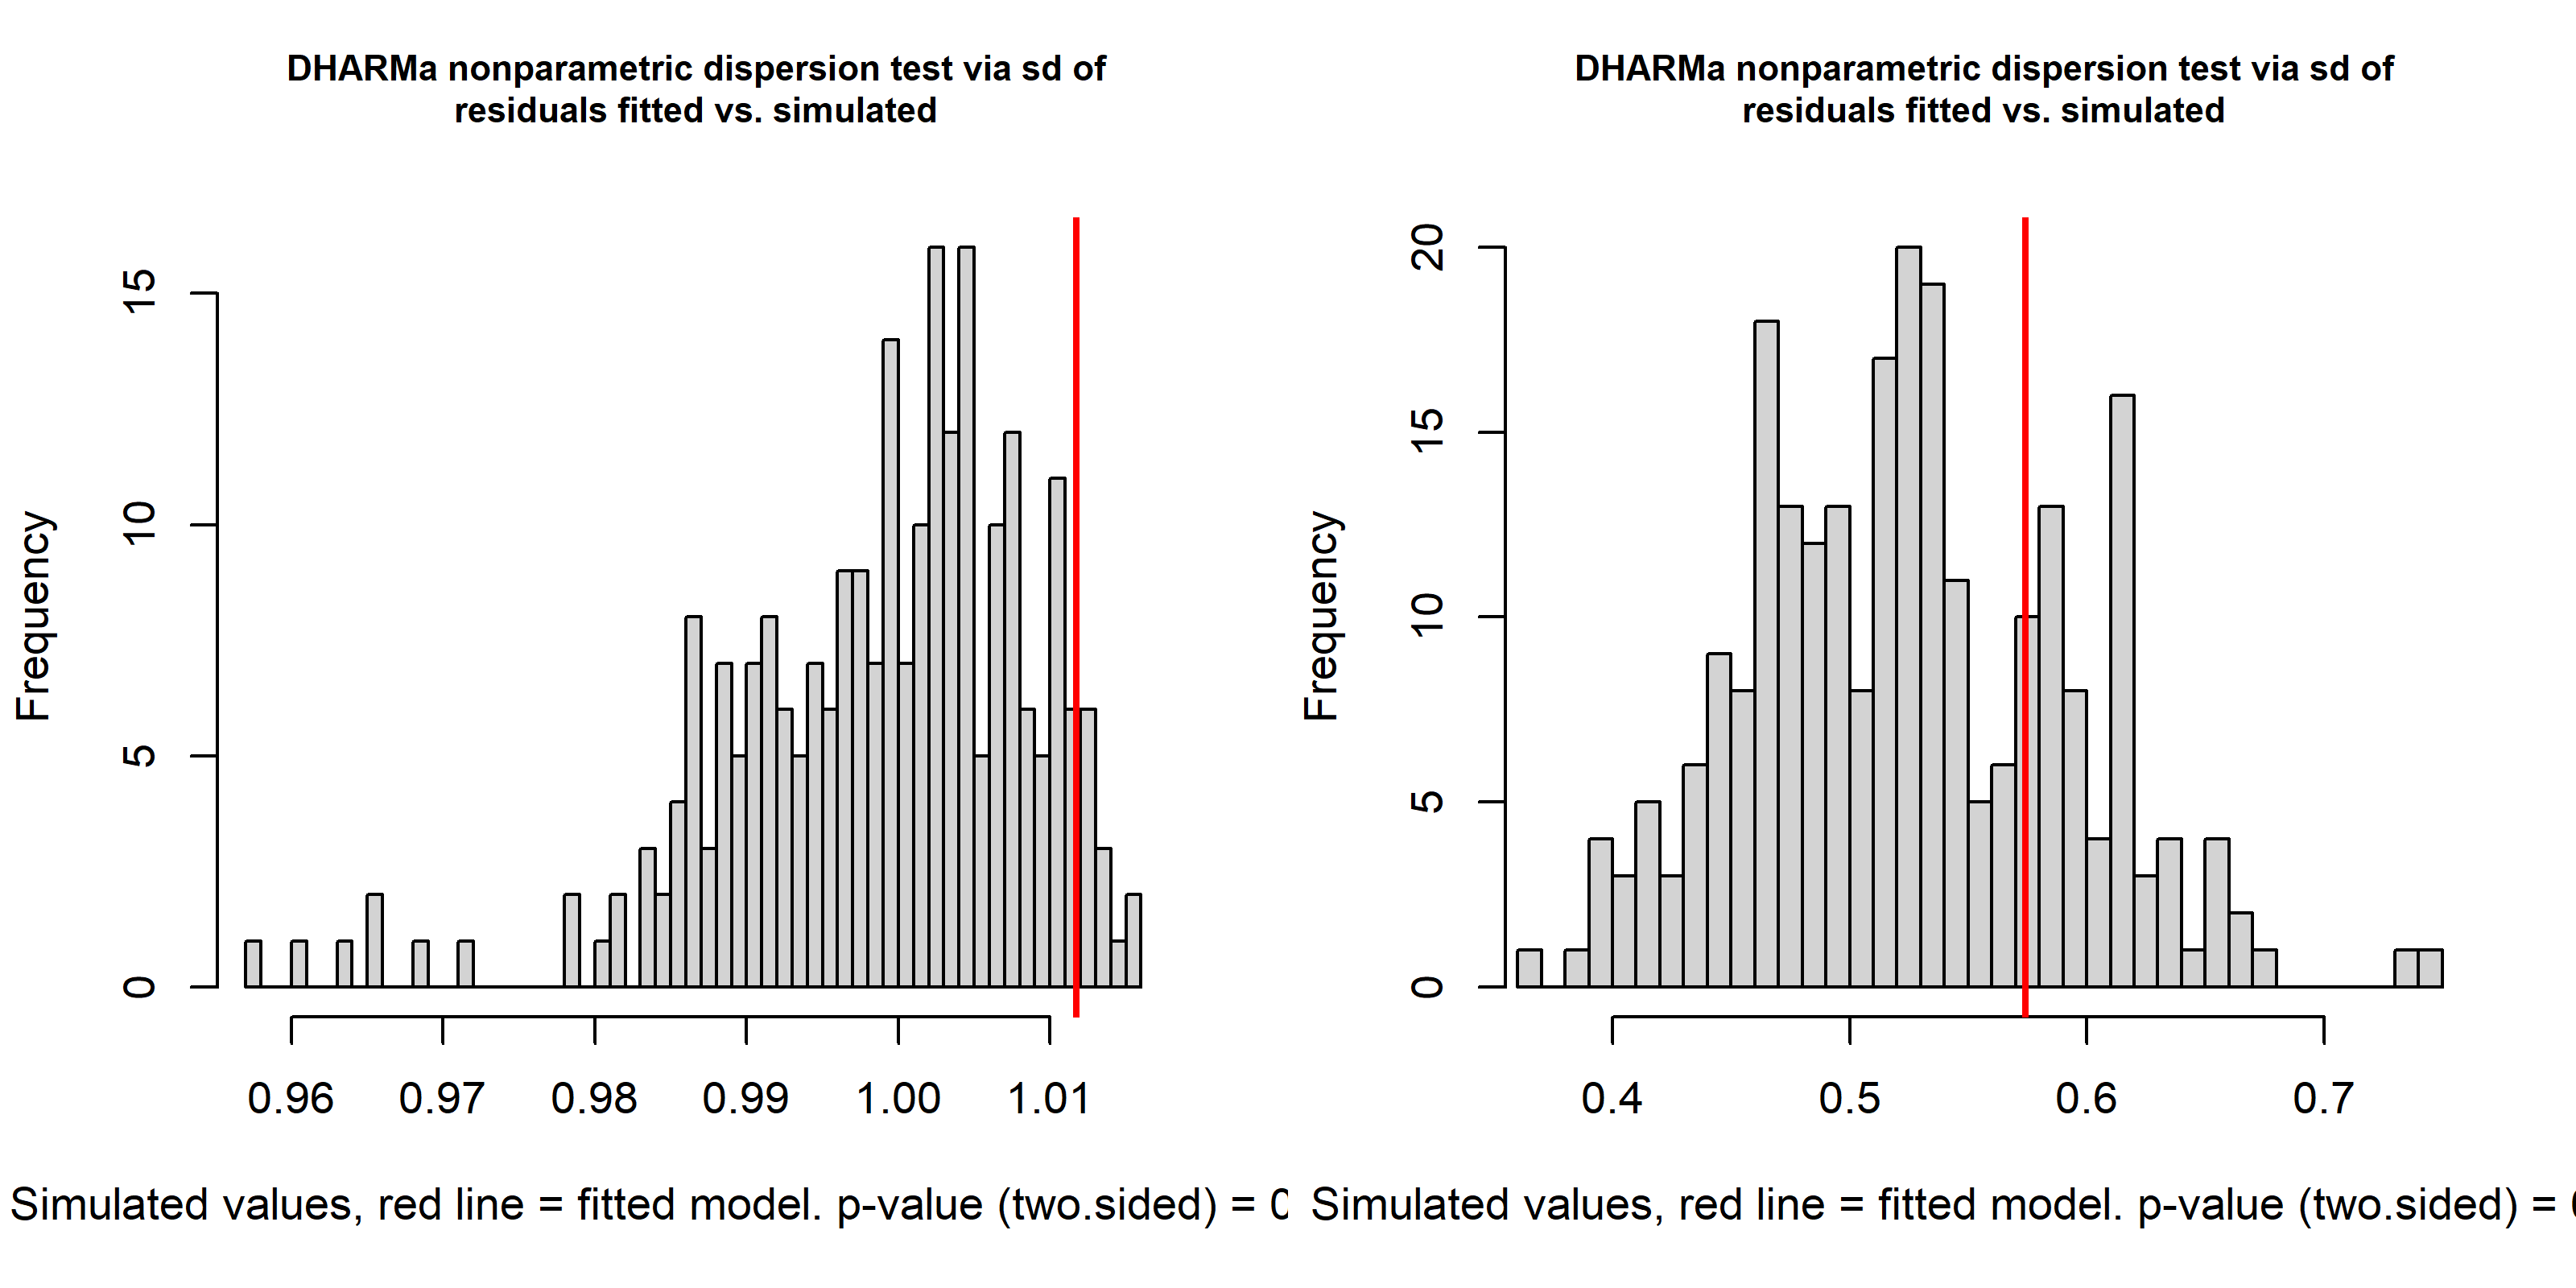 DHARMa nonparametric dispersion test via sd of
residuals fitted vs. simulated
Frequency
0
5
10
15
0.96 0.97 0.98 0.99 1.00 1.01
Simulated values, red line = fitted model. p-value (two.sided) = 0
DHARMa nonparametric dispersion test via sd of
residuals fitted vs. simulated
Frequency
0
5
10
15
20
0.4 0.5 0.6 0.7
Simulated values, red line = fitted model. p-value (two.sided) =